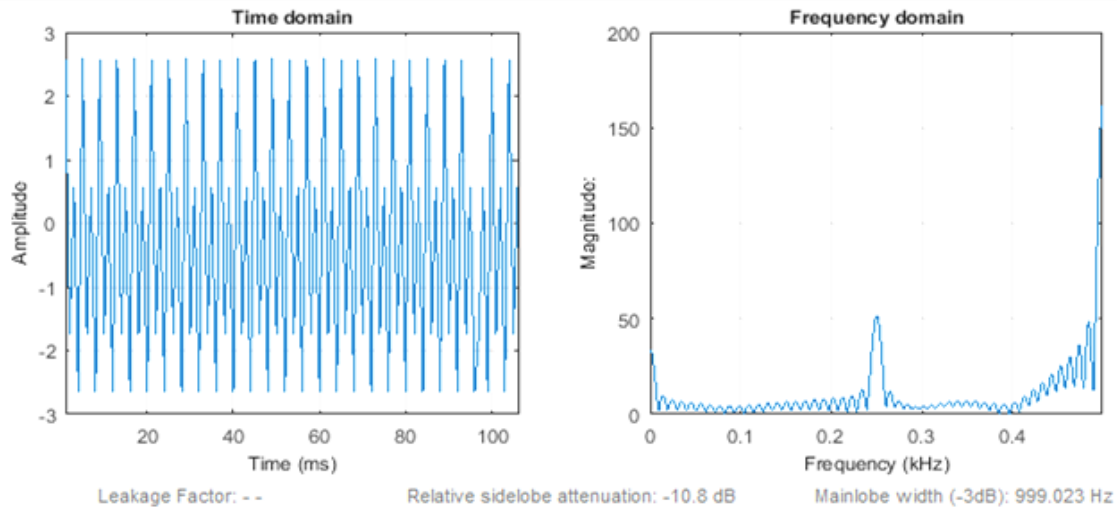 Time domain
3
2
1
0
-1
-2
-3
Amplitude
20 40 60 80 100
Time (ms)
Frequency domain
200
150
100
50
0
Magnitude:
0 0.1 0.2 0.3 0.4
Frequency (kHz)
Leakage Factor: - -
Relative sidelobe attenuation: -10.8 dB
Mainlobe width (-3dB): 999.023 Hz